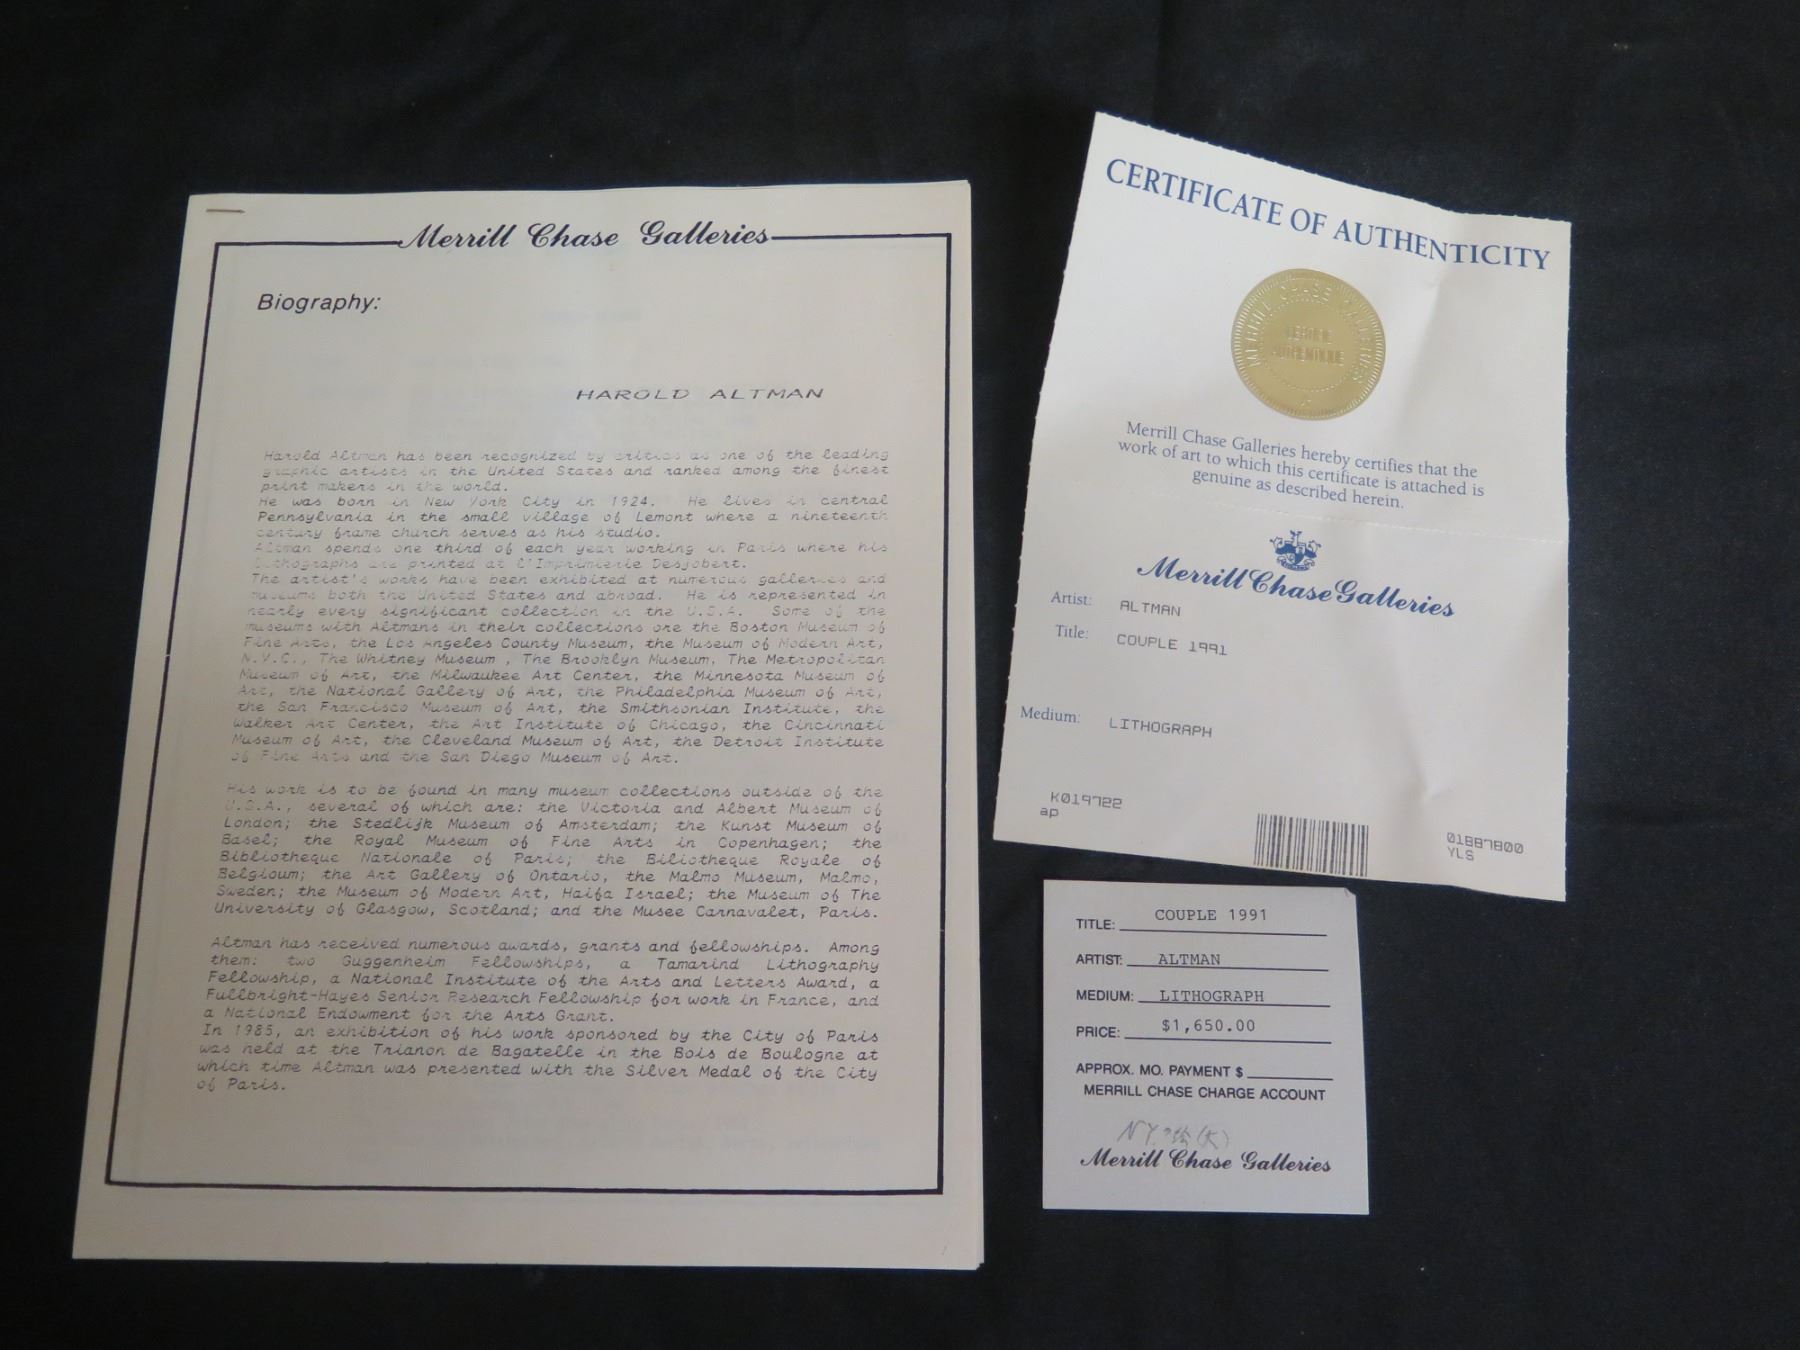 Merrill Chase Galleries
Biography:
HAROLD ALTMAN
Harold Altman has been recognized by critics as one of the leading
graphic artists in the United States and ranked among the finest
print makers in the world.
He was born in New York City in 1924. He lives in central
Pennsylvania in the small village of Lemont where a nineteenth
century frame church serves as his studio.
Altman spends one third of each year working in Paris where his
lithographs are printed at l'Imprimierie Desjobert.
The artist's works have been exhibited at numerous galleries and
museums both the United States and abroad. He is represented in
nearly every significant collection in the U.S.A. Some of the
museums with Altmans in their collections are the Boston Museum of
Fine Arts, the Los Angeles County Museum, the Museum of Modern Art,
N.Y.C., The Whitney Museum , The Brooklyn Museum, The Metropolitan
Museum of Art, the Milwaukee Art Center, the Minnesota Museum of
Art, the National Gallery of Art, the Philadelphia Museum of Art,
the San Francisco Museum of Art, the Smithsonian Institute, the
Walker Art Center, the Art Institute of Chicago, the Cincinnati
Museum of Art, the Cleveland Museum of Art, the Detroit Institute
of Fine Arts and the San Diego Museum of Art.
His work is to be found in many museum collections outside of the
U.S.A., several of which are: the Victoria and Albert Museum of
London; the Stedlijk Museum of Amsterdam; the Kunst Museum of
Basel; the Royal Museum of Fine Arts in Copenhagen; the
Bibliotheque Nationale of Paris; the Biliotheque Royale of
Belgioum; the Art Gallery of Ontario, the Malmo Museum, Malmo,
Sweden; the Museum of Modern Art, Haifa Israel; the Museum of The
University of Glasgow, Scotland; and the Musee Carnavalet, Paris.
Altman has received numerous awards, grants and fellowships. Among
them: two Guggenheim Fellowships, a Tamarind Lithography
Fellowship, a National Institute of the Arts and Letters Award, a
Fullbright-Hayes Senior Research Fellowship for work in France, and
a National Endowment for the Arts Grant.
In 1985, an exhibition of his work sponsored by the City of Paris
was held at the Trianon de Bagatelle in the Bois de Boulogne at
which time Altman was presented with the Silver Medal of the City
of Paris.
CERTIFICATE OF AUTHENTICITY
MERRILL CHASE GALLERIES
Merrill Chase Galleries hereby certifies that the
work of art to which this certificate is attached is
genuine as described herein.
Merrill Chase Galleries
Artist: ALTMAN
Title: COUPLE 1991
Medium: LITHOGRAPH
K019722
ap
01887800
YLS
TITLE: COUPLE 1991
ARTIST: ALTMAN
MEDIUM: LITHOGRAPH
PRICE: $1,650.00
APPROX. MO. PAYMENT $
MERRILL CHASE CHARGE ACCOUNT
NY.
Merrill Chase Galleries